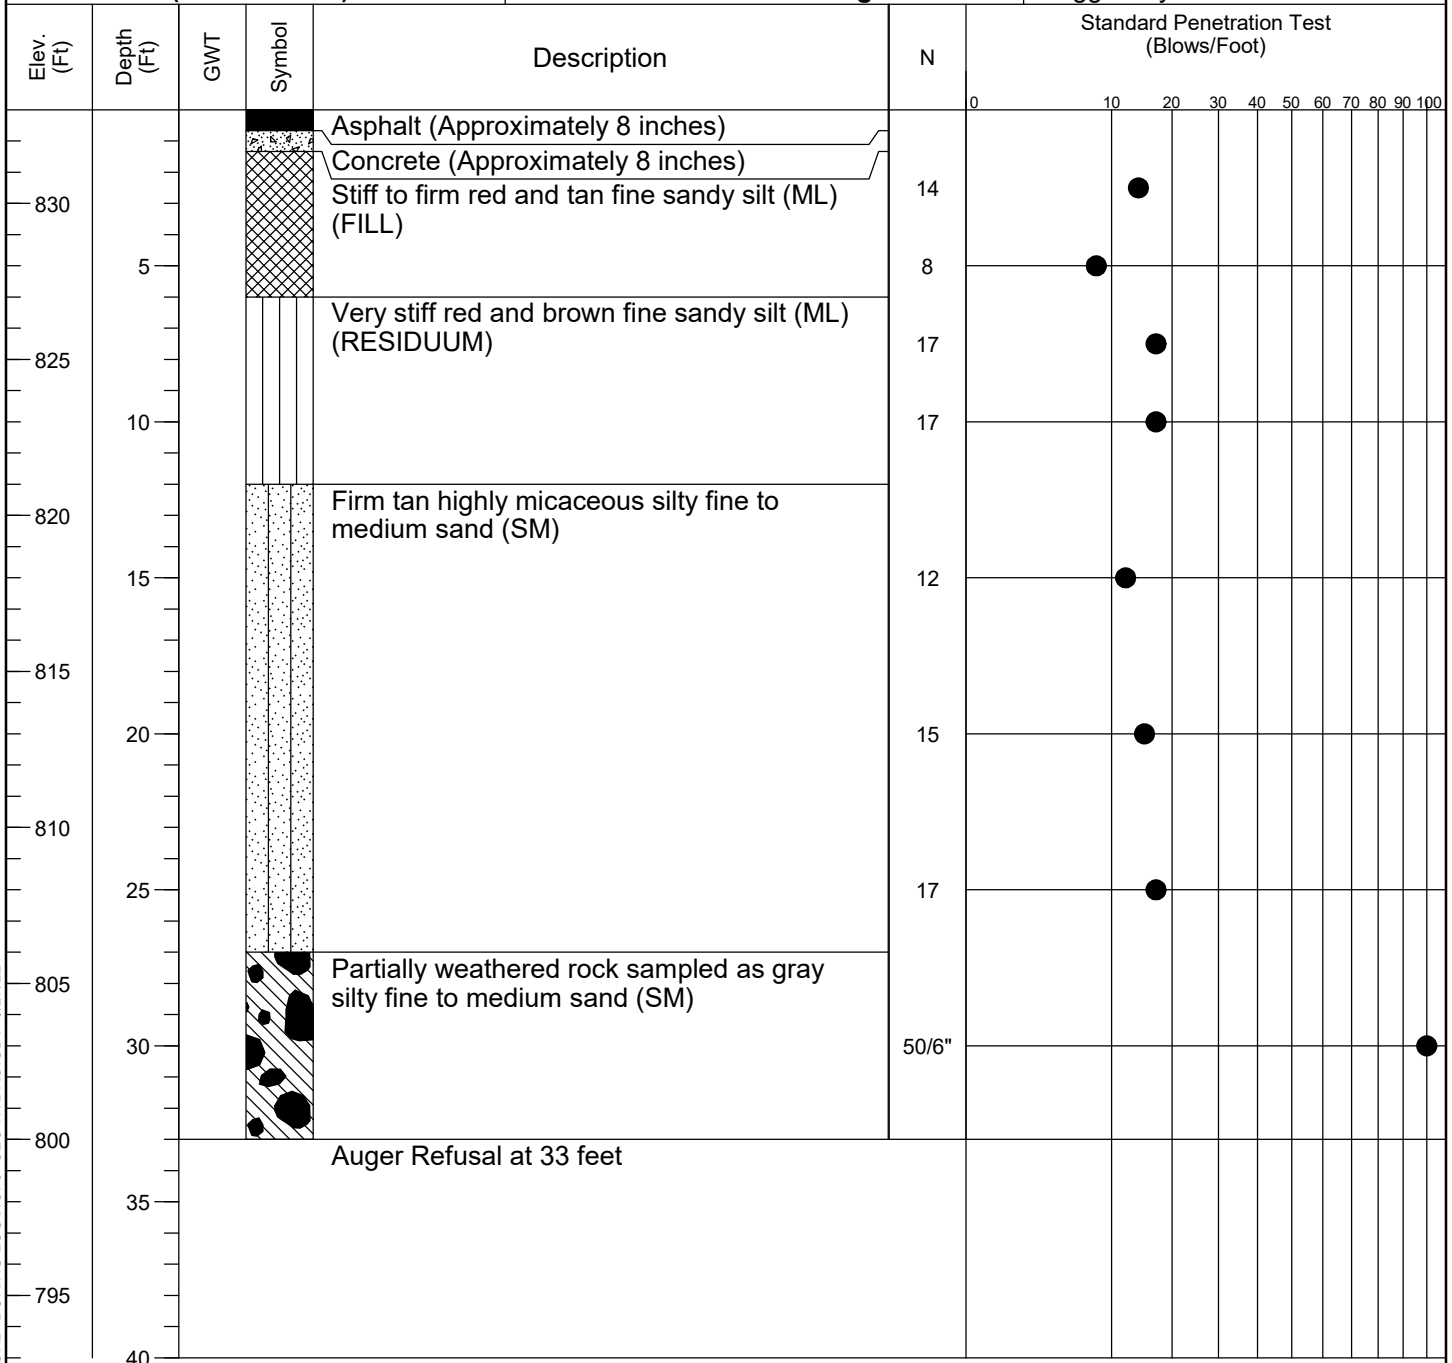 Standard Penetration Test
(Blows/Foot)
Elev.
(Ft)
Depth
(Ft)
GWT
Symbol
Description
N
0 10 20 30 40 50 60 70 80 90 100
Asphalt (Approximately 8 inches)
Concrete (Approximately 8 inches)
Stiff to firm red and tan fine sandy silt (ML)
(FILL)
14
830
5
8
Very stiff red and brown fine sandy silt (ML)
(RESIDUUM)
17
825
10
17
Firm tan highly micaceous silty fine to
medium sand (SM)
820
15
12
815
20
15
810
25
17
Partially weathered rock sampled as gray
silty fine to medium sand (SM)
805
30
50/6"
800
Auger Refusal at 33 feet
35
795
40